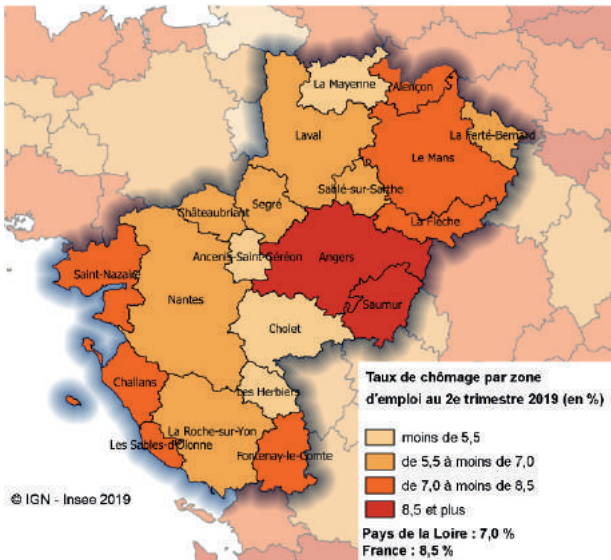 La Mayenne
Alençon
Laval
La Ferté-Bernard
Le Mans
Sablé-sur-Sarthe
Segré
Châteaubriant
La Flèche
Ancenis-Saint-Géréon
Angers
Saint-Nazaire
Nantes
Saumur
Cholet
Challans
Les Herbiers
La Roche-sur-Yon
Les Sables-d'Olonne
Fontenay-le-Comte
Taux de chômage par zone
d'emploi au 2e trimestre 2019 (en %)
moins de 5,5
de 5,5 à moins de 7,0
de 7,0 à moins de 8,5
8,5 et plus
© IGN - Insee 2019
Pays de la Loire : 7,0 %
France : 8,5 %